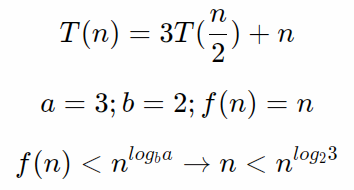 T(n) = 3T(n/2) + n
a = 3; b = 2; f(n) = n
f(n) < n^{log_b a} → n < n^{log_2 3}